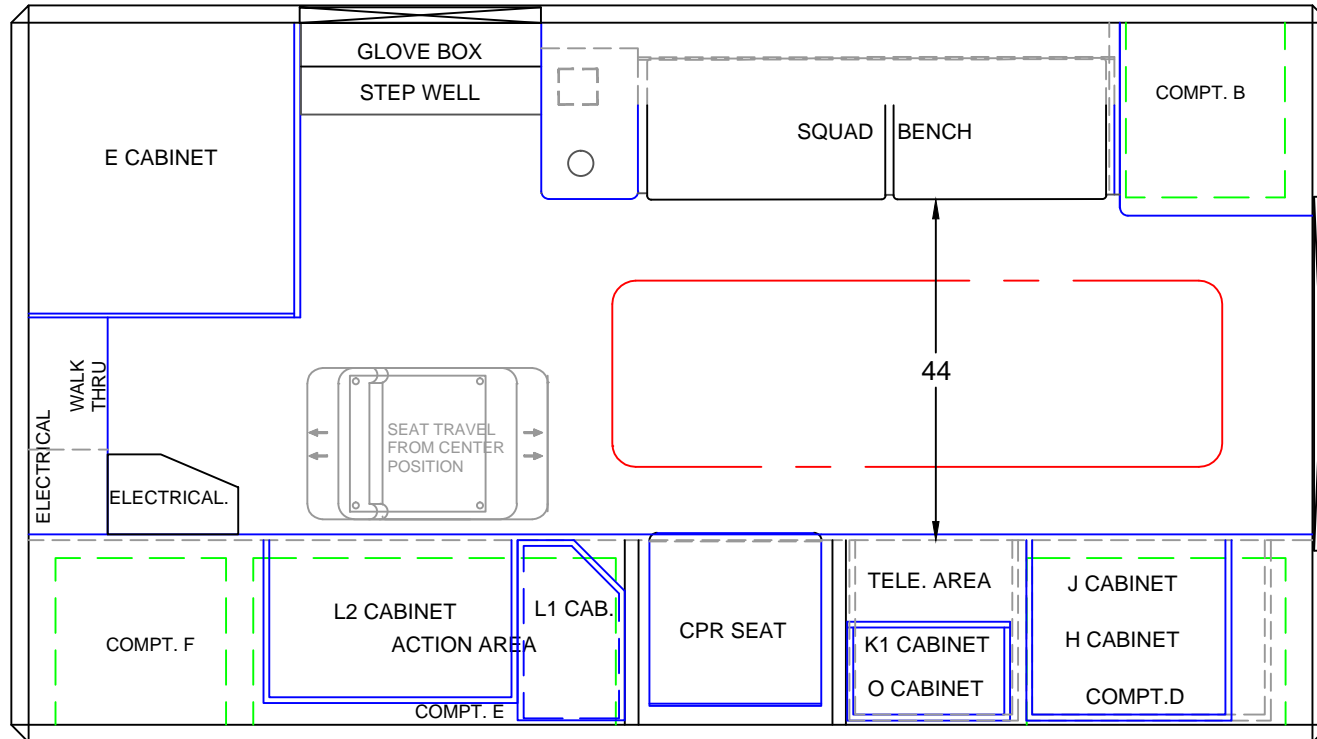 GLOVE BOX
STEP WELL
E CABINET
SQUAD BENCH
COMPT. B
WALK
THRU
ELECTRICAL
ELECTRICAL.
SEAT TRAVEL
FROM CENTER
POSITION
44
L2 CABINET
ACTION AREA
L1 CAB.
COMPT. F
COMPT. E
CPR SEAT
TELE. AREA
K1 CABINET
O CABINET
J CABINET
H CABINET
COMPT.D